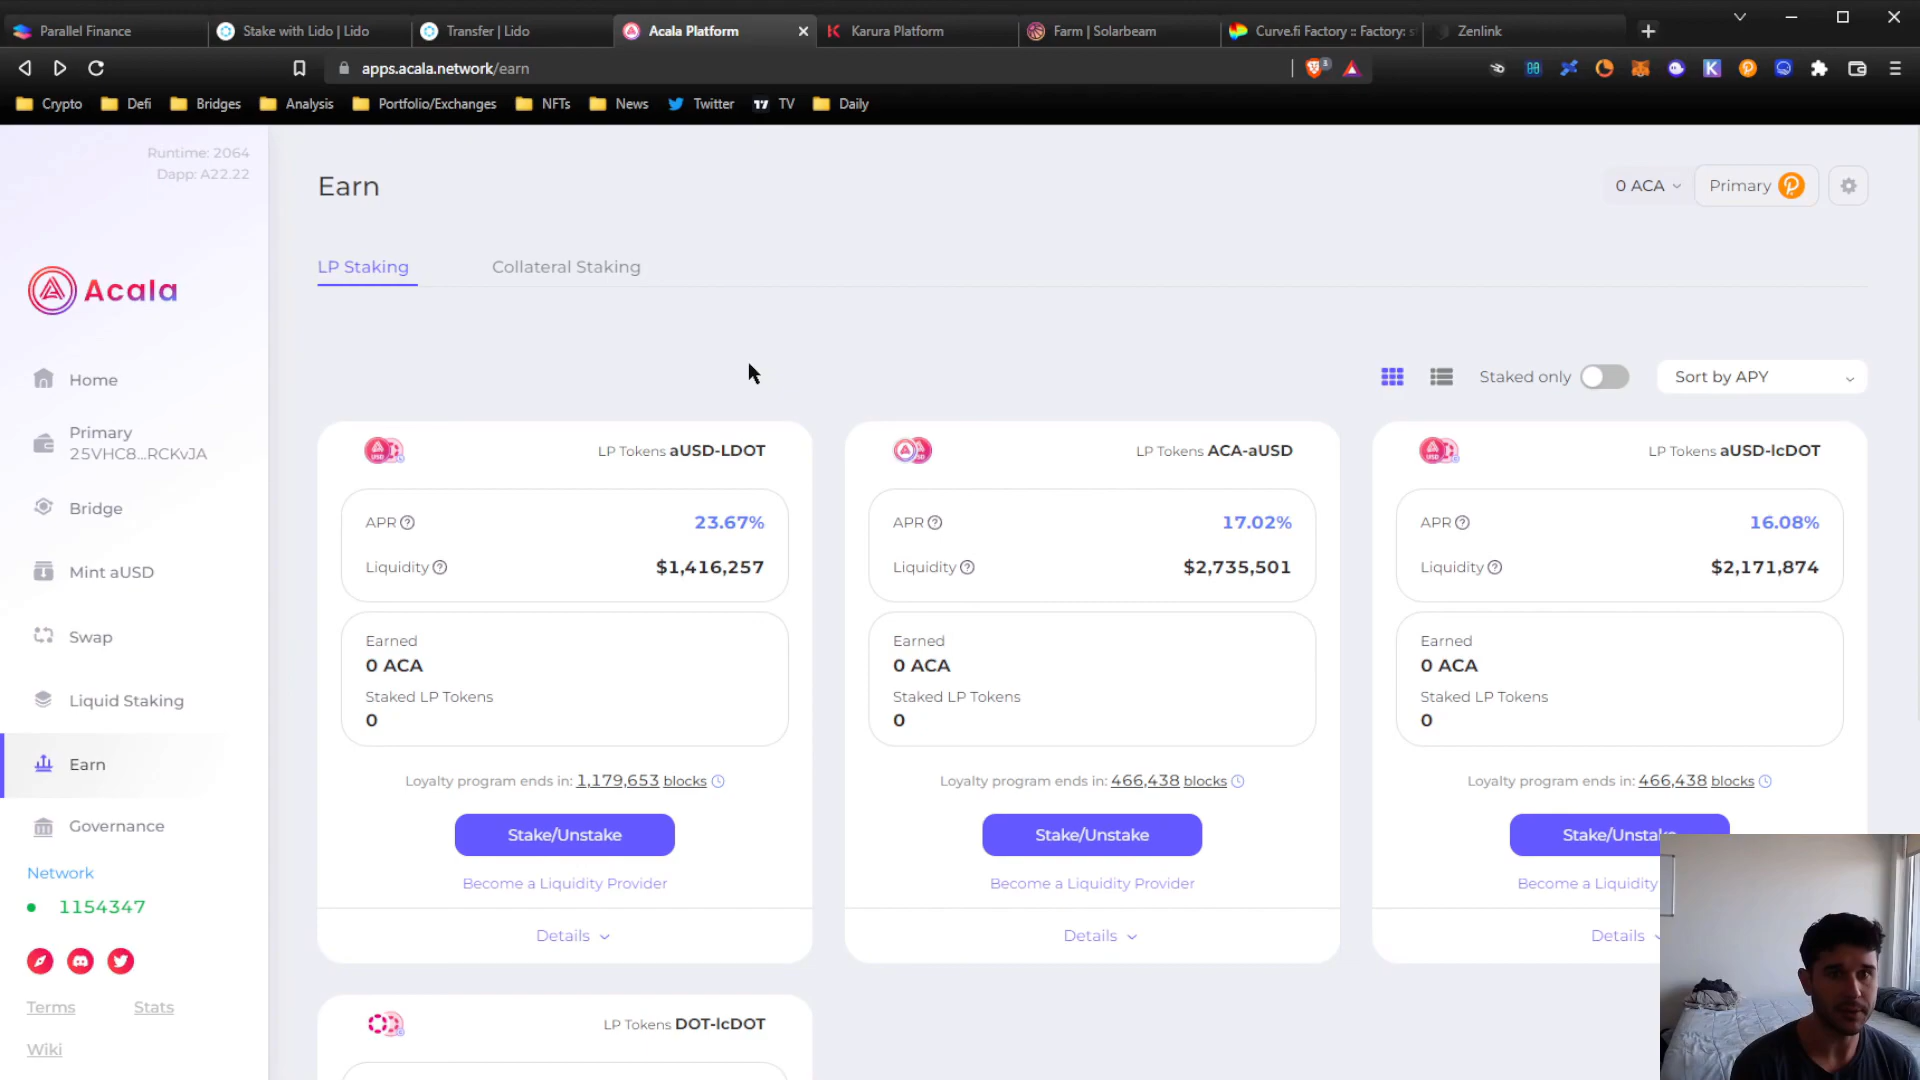 Parallel Finance
Stake with Lido | Lido
Transfer | Lido
Acala Platform
Karura Platform
Farm | Solarbeam
Curve.fi Factory :: Factory: s
Zenlink
apps.acala.network/earn
3
Crypto
Defi
Bridges
Analysis
Portfolio/Exchanges
NFTs
News
Twitter
TV
Daily
Runtime: 2064
Dapp: A22.22
Acala
Home
Primary
25VHC8...RCKvJA
Bridge
Mint aUSD
Swap
Liquid Staking
Earn
Governance
Network
1154347
Terms
Stats
Wiki
Earn
0 ACA
Primary
LP Staking
Collateral Staking
Staked only
Sort by APY
LP Tokens aUSD-LDOT
APR
23.67%
Liquidity
$1,416,257
Earned
0 ACA
Staked LP Tokens
0
Loyalty program ends in: 1,179,653 blocks
Stake/Unstake
Become a Liquidity Provider
Details
LP Tokens ACA-aUSD
APR
17.02%
Liquidity
$2,735,501
Earned
0 ACA
Staked LP Tokens
0
Loyalty program ends in: 466,438 blocks
Stake/Unstake
Become a Liquidity Provider
Details
LP Tokens aUSD-lcDOT
APR
16.08%
Liquidity
$2,171,874
Earned
0 ACA
Staked LP Tokens
0
Loyalty program ends in: 466,438 blocks
Stake/Unstake
Become a Liquidity
Details
LP Tokens DOT-lcDOT